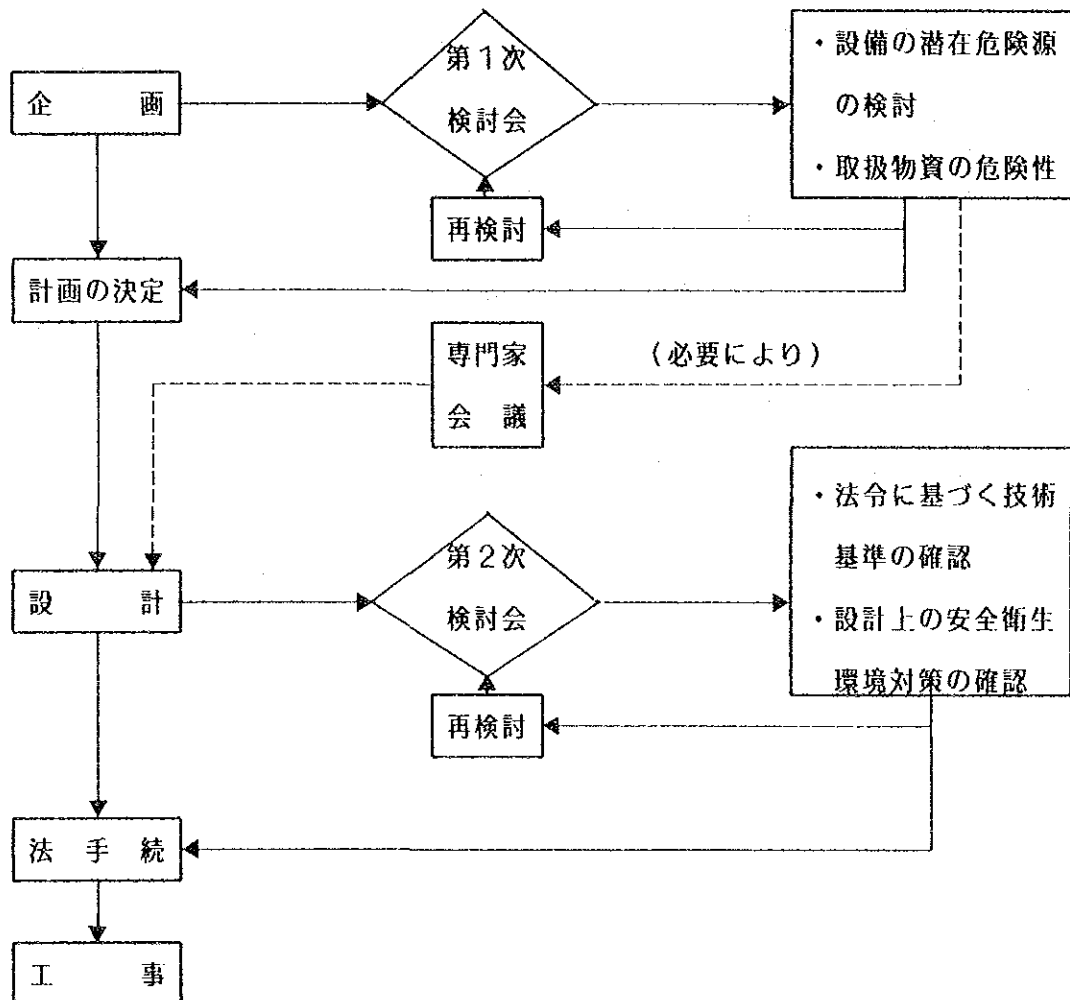 企画
第1次
検討会
・設備の潜在危険源
の検討
・取扱物資の危険性
再検討
計画の決定
専門家
会議
(必要により)
設計
第2次
検討会
・法令に基づく技術
基準の確認
・設計上の安全衛生
環境対策の確認
再検討
法手続
工事